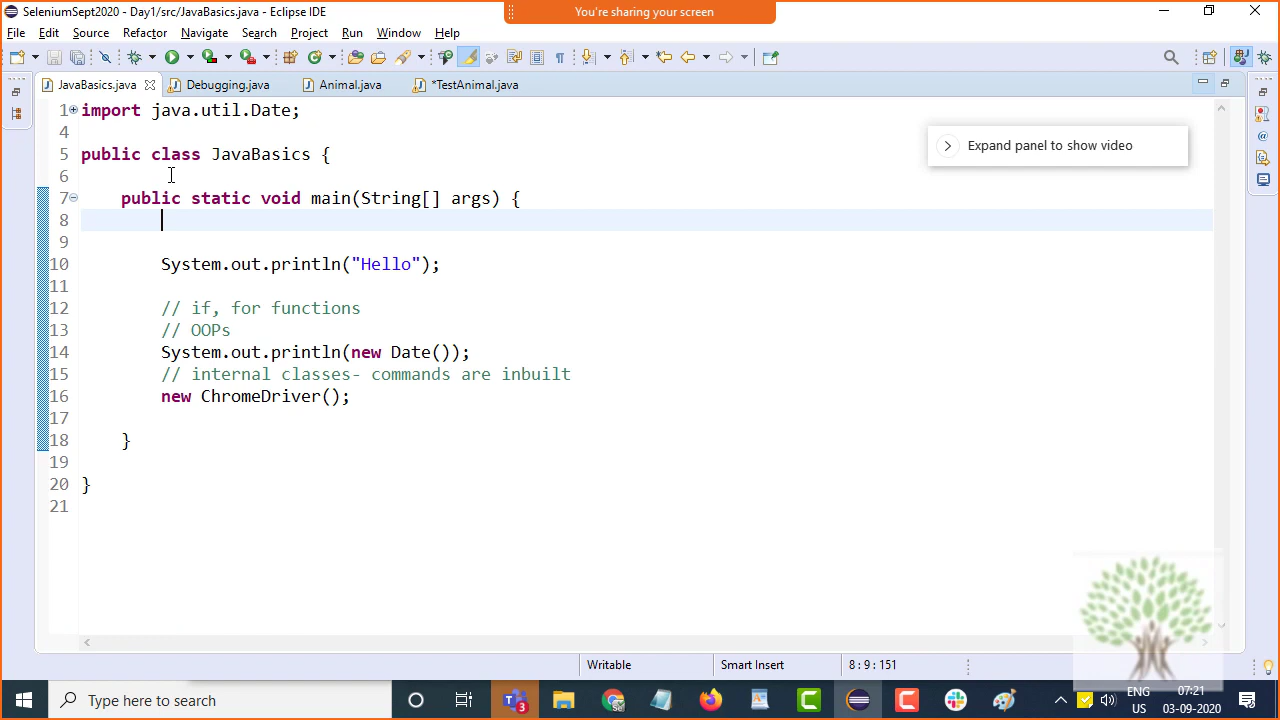 SeleniumSept2020 - Day1/src/JavaBasics.java - Eclipse IDE
You're sharing your screen
File Edit Source Refactor Navigate Search Project Run Window Help
JavaBasics.java Debugging.java Animal.java *TestAnimal.java
1 import java.util.Date;
4
5 public class JavaBasics {
Expand panel to show video
6
7 public static void main(String[] args) {
8
9
10 System.out.println("Hello");
11
12 // if, for functions
13 // OOPs
14 System.out.println(new Date());
15 // internal classes- commands are inbuilt
16 new ChromeDriver();
17
18 }
19
20 }
21
Writable Smart Insert 8 : 9 : 151
Type here to search
3
ENG
US
07:21
03-09-2020